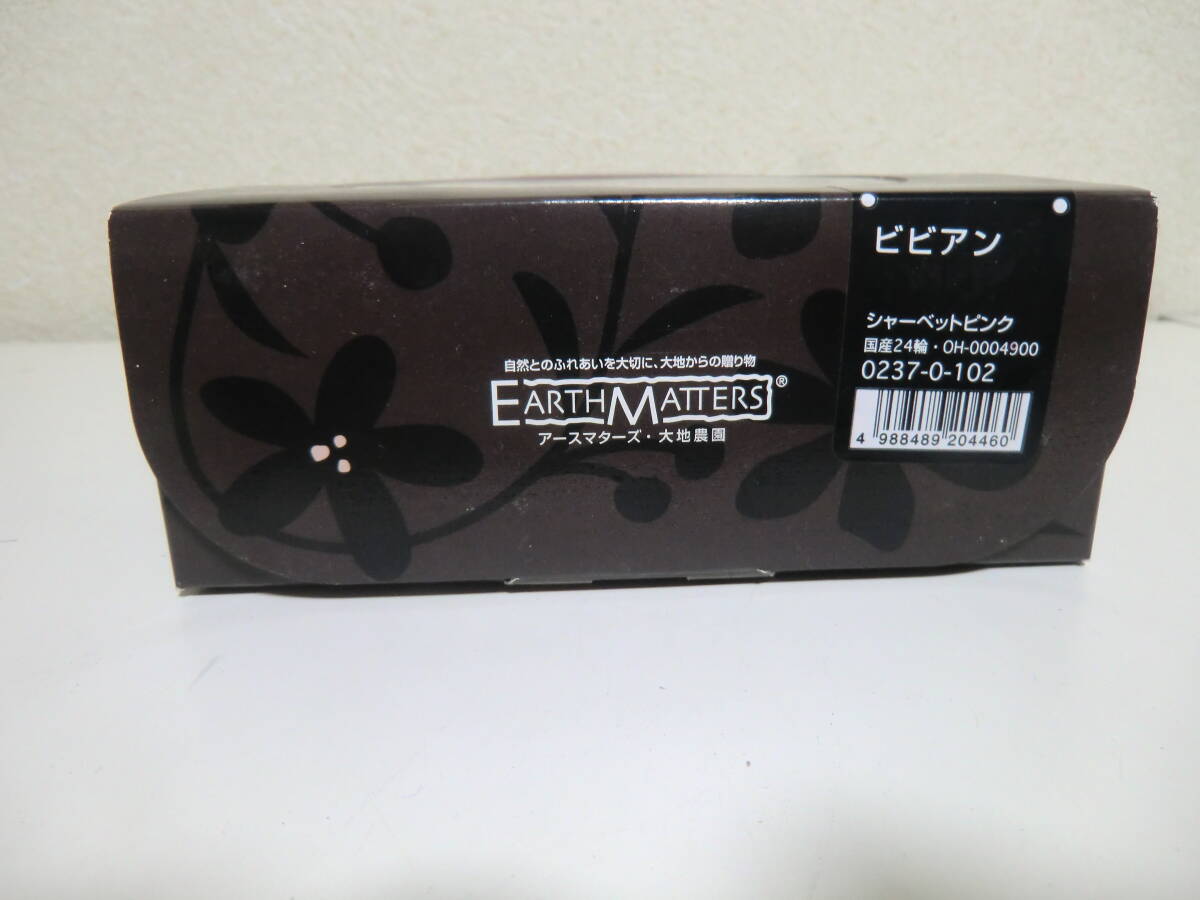 ビビアン
シャーベットピンク
国産24輪・OH-0004900
0237-0-102
4 988489 204460
自然とのふれあいを大切に、大地からの贈り物
EARTHMATTERS®
アースマターズ・大地農園